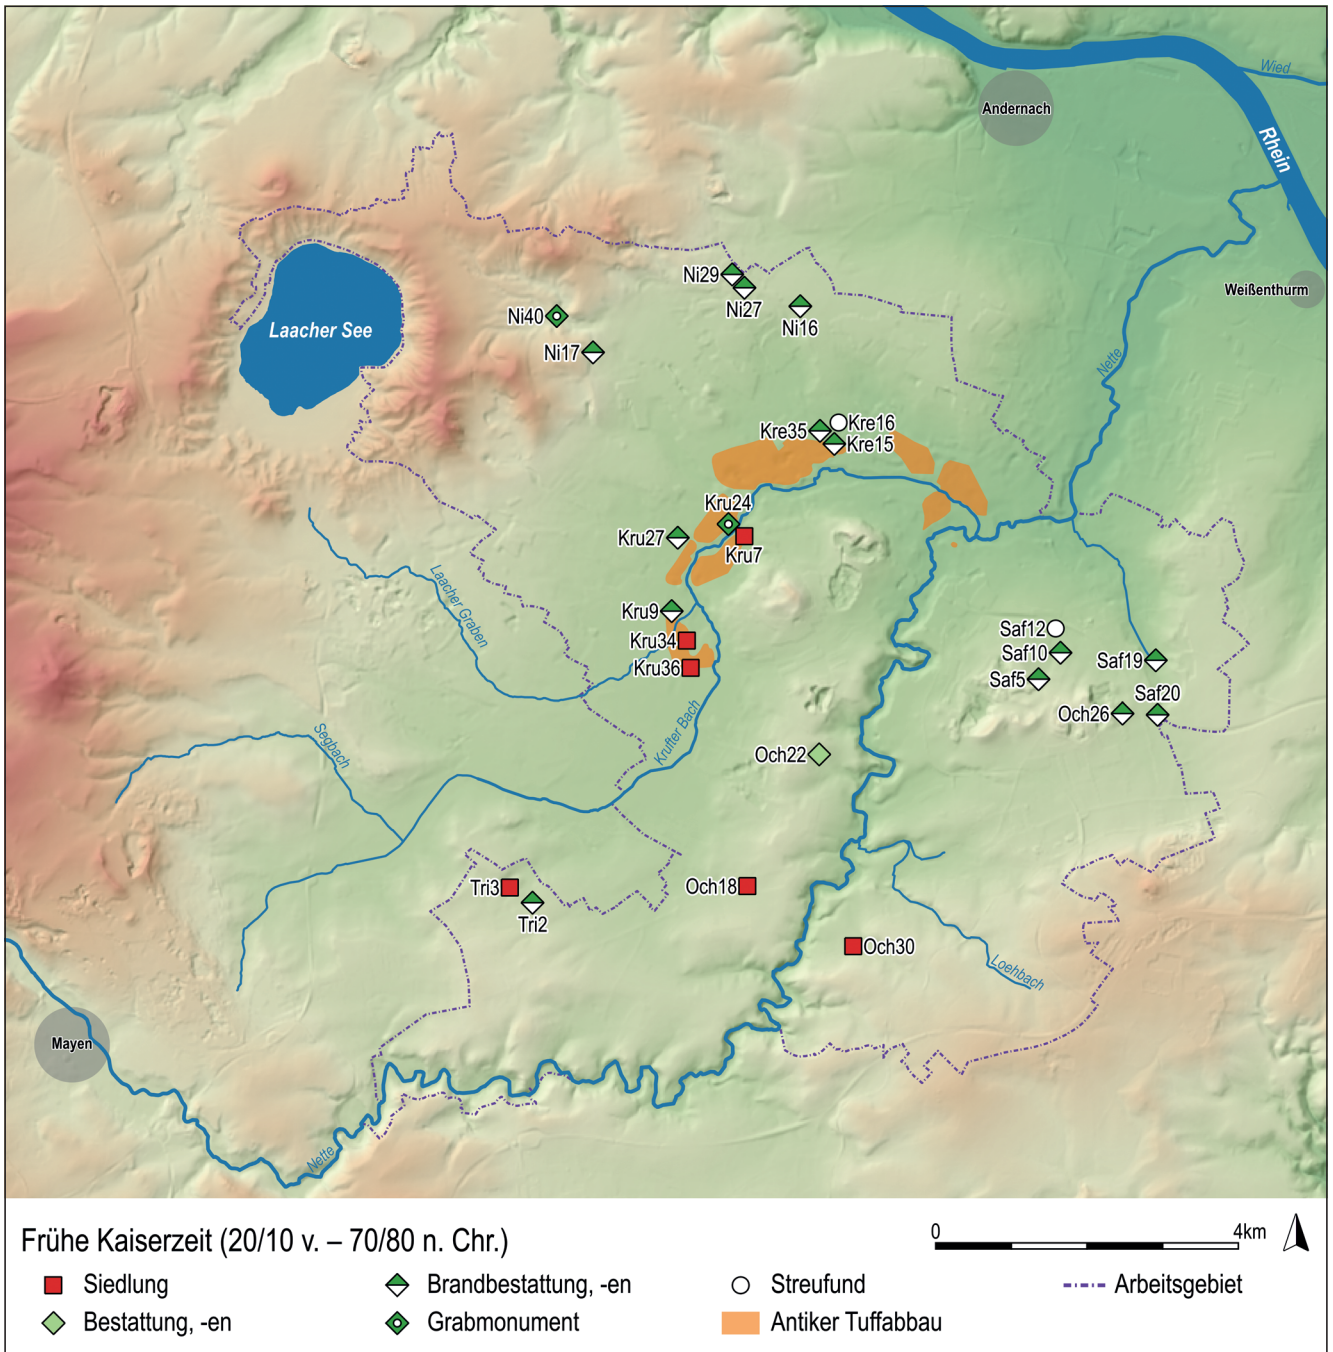 Wied
Andernach
Rhein
Weißenthurm
Ni29
Ni27
Ni16
Ni40
Laacher See
Ni17
Nette
Kre16
Kre35
Kre15
Kru24
Kru27
Kru7
Laacher Graben
Kru9
Kru34
Kru36
Saf12
Saf10
Saf19
Saf5
Saf20
Och26
Krufter Bach
Segbach
Och22
Tri3
Och18
Tri2
Och30
Loehbach
Mayen
Nette
Frühe Kaiserzeit (20/10 v. – 70/80 n. Chr.)
0 4km
Siedlung
Brandbestattung, -en
Streufund
Arbeitsgebiet
Bestattung, -en
Grabmonument
Antiker Tuffabbau